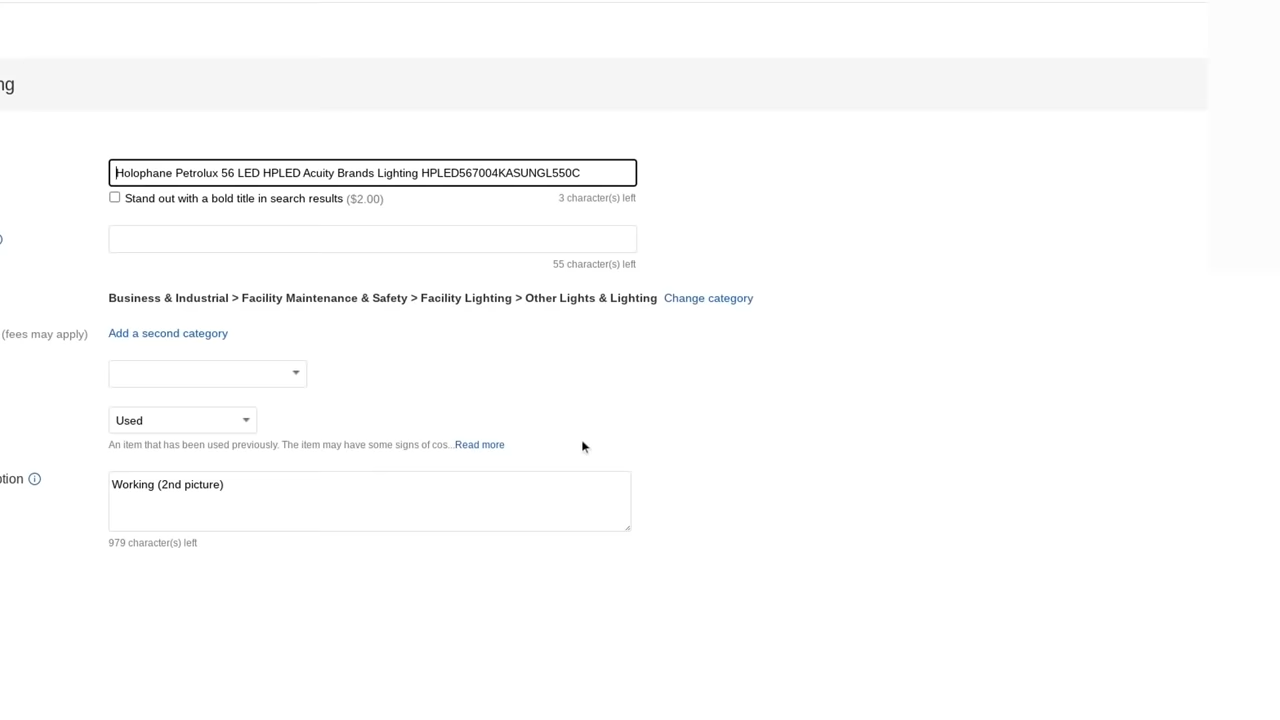 ng
Holophane Petrolux 56 LED HPLED Acuity Brands Lighting HPLED567004KASUNGL550C
Stand out with a bold title in search results ($2.00)
3 character(s) left
55 character(s) left
Business & Industrial > Facility Maintenance & Safety > Facility Lighting > Other Lights & Lighting Change category
(fees may apply) Add a second category
Used
An item that has been used previously. The item may have some signs of cos...Read more
ption
Working (2nd picture)
979 character(s) left